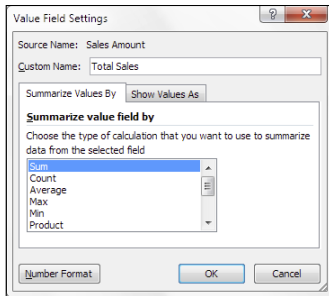 Value Field Settings
Source Name: Sales Amount
Custom Name: Total Sales
Summarize Values By Show Values As
Summarize value field by
Choose the type of calculation that you want to use to summarize
data from the selected field
Sum
Count
Average
Max
Min
Product
Number Format OK Cancel